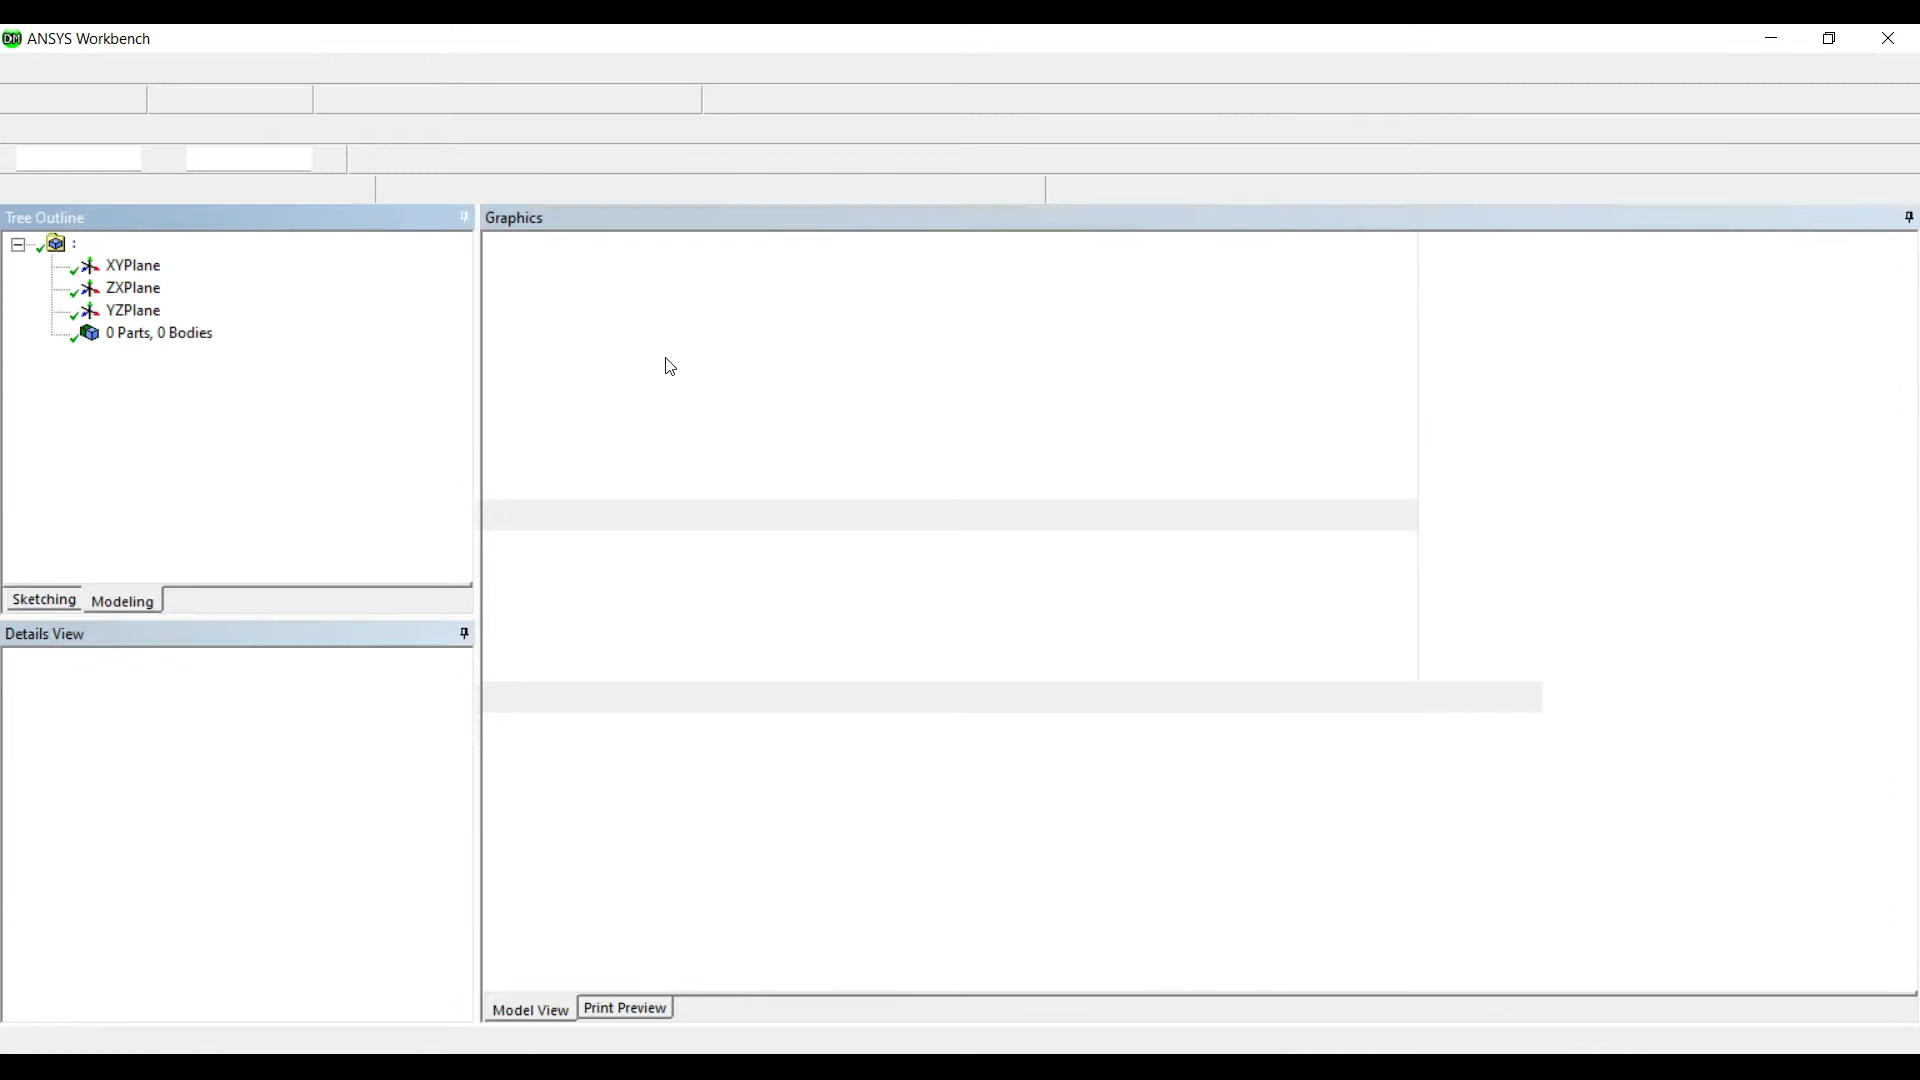 DM ANSYS Workbench
Tree Outline
Graphics
:
XYPlane
ZXPlane
YZPlane
0 Parts, 0 Bodies
Sketching Modeling
Details View
Model View Print Preview